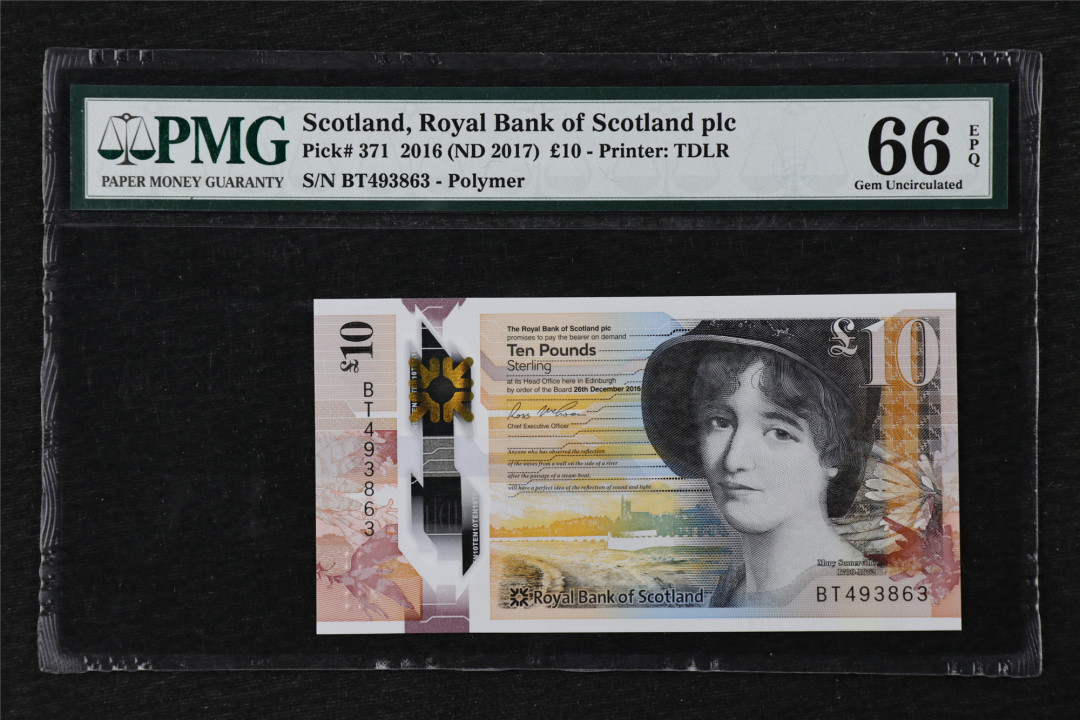 PMG
PAPER MONEY GUARANTY
Scotland, Royal Bank of Scotland plc
Pick# 371 2016 (ND 2017) £10 - Printer: TDLR
S/N BT493863 - Polymer
66
EPQ
Gem Uncirculated
£10
BT493863
The Royal Bank of Scotland plc
promises to pay the bearer on demand
Ten Pounds
Sterling
at its Head Office here in Edinburgh
by order of the Board 26th December 2016
Chief Executive Officer
Anyone who has observed the reflection
of the waves from a wall on the side of a river
after the passage of a steam-boat,
will have a perfect idea of the reflection of sound and light.
£10
Mary Somerville
1780-1872
Royal Bank of Scotland
BT493863